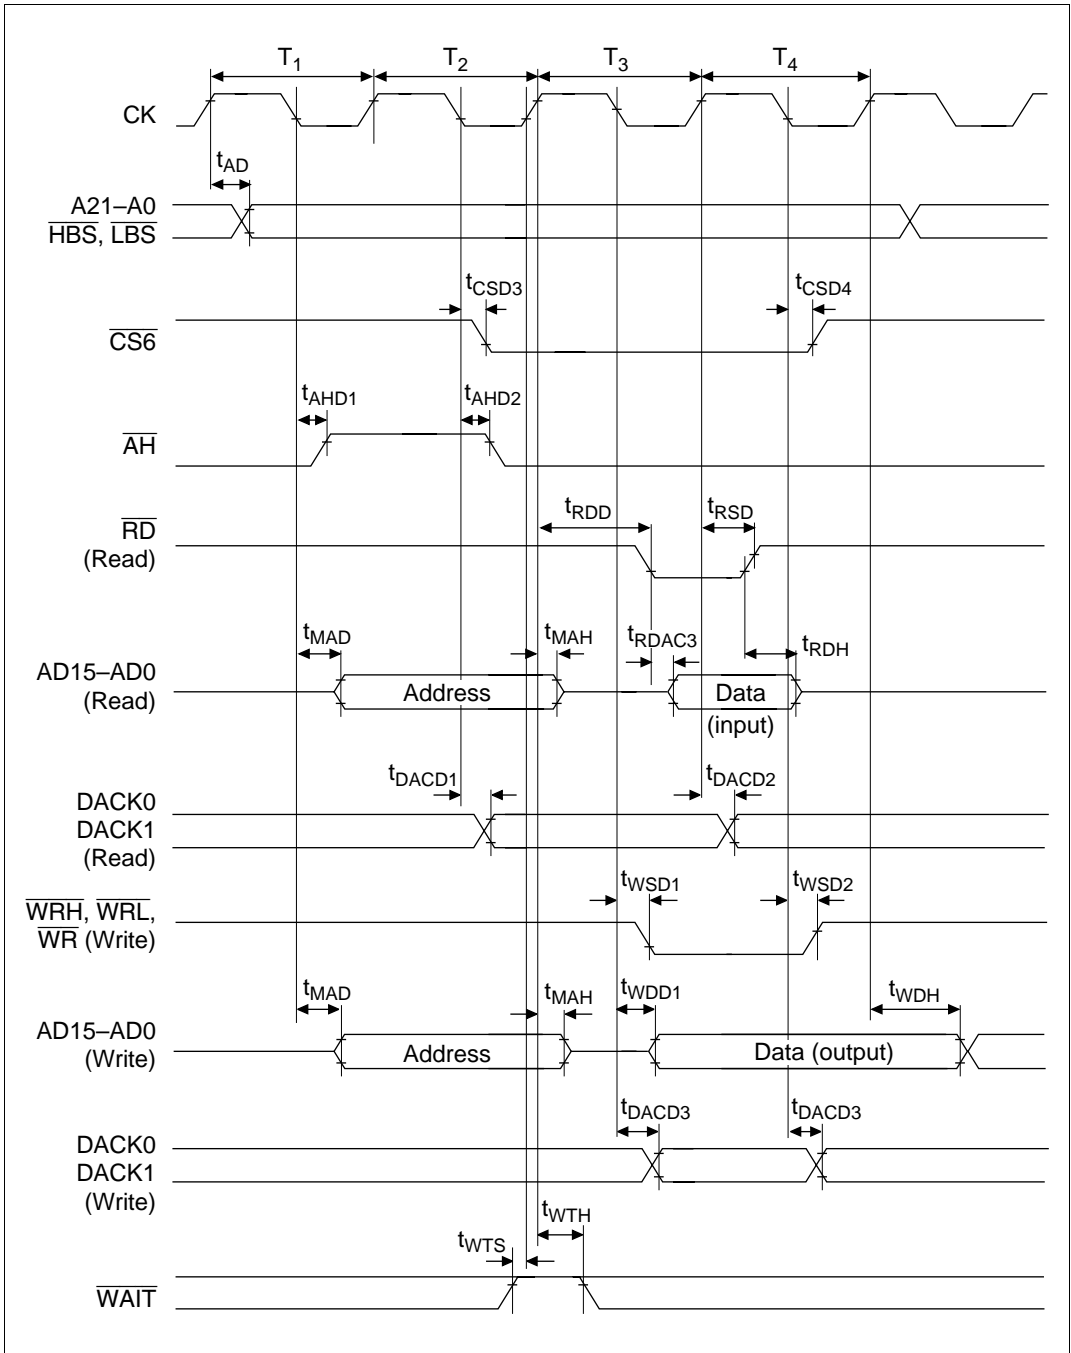 T1 T2 T3 T4
CK
tAD
A21–A0
HBS, LBS
tCSD3 tCSD4
CS6
tAHD1 tAHD2
AH
tRDD tRSD
RD
(Read)
tMAD tMAH tRDAC3 tRDH
AD15–AD0
(Read)
Address Data
(input)
tDACD1 tDACD2
DACK0
DACK1
(Read)
tWSD1 tWSD2
WRH, WRL,
WR (Write)
tMAD tMAH tWDD1 tWDH
AD15–AD0
(Write)
Address Data (output)
tDACD3 tDACD3
DACK0
DACK1
(Write)
tWTH
tWTS
WAIT